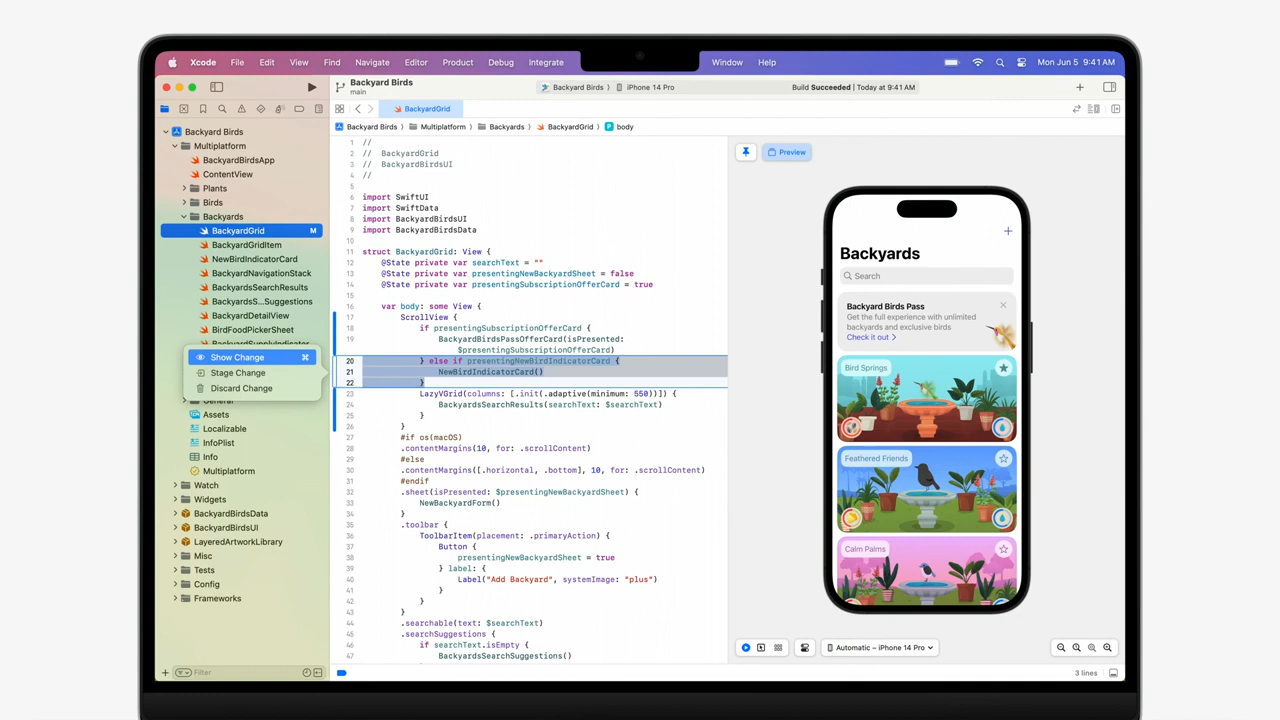 Xcode File Edit View Find Navigate Editor Product Debug Integrate Window Help Mon Jun 5 9:41 AM
Backyard Birds
main
Backyard Birds 〉 iPhone 14 Pro
Build Succeeded | Today at 9:41 AM
BackyardGrid
Backyard Birds 〉 Multiplatform 〉 Backyards 〉 BackyardGrid 〉 P body
Backyard Birds
Multiplatform
BackyardBirdsApp
ContentView
Plants
Birds
Backyards
BackyardGrid M
BackyardGridItem
NewBirdIndicatorCard
BackyardNavigationStack
BackyardsSearchResults
BackyardsS...Suggestions
BackyardDetailView
BirdFoodPickerSheet
BackyardSupplyIndicator
Show Change ⌘
Stage Change
Discard Change
General
Assets
Localizable
InfoPlist
Info
Multiplatform
Watch
Widgets
BackyardBirdsData
BackyardBirdsUI
LayeredArtworkLibrary
Misc
Tests
Config
Frameworks
Filter
1 //
2 // BackyardGrid
3 // BackyardBirdsUI
4 //
5
6 import SwiftUI
7 import SwiftData
8 import BackyardBirdsUI
9 import BackyardBirdsData
10
11 struct BackyardGrid: View {
12 @State private var searchText = ""
13 @State private var presentingNewBackyardSheet = false
14 @State private var presentingSubscriptionOfferCard = true
15
16 var body: some View {
17 ScrollView {
18 if presentingSubscriptionOfferCard {
19 BackyardBirdsPassOfferCard(isPresented:
$presentingSubscriptionOfferCard)
20 } else if presentingNewBirdIndicatorCard {
21 NewBirdIndicatorCard()
22 }
23 LazyVGrid(columns: [.init(.adaptive(minimum: 550))]) {
24 BackyardsSearchResults(searchText: $searchText)
25 }
26 }
27 #if os(macOS)
28 .contentMargins(10, for: .scrollContent)
29 #else
30 .contentMargins([.horizontal, .bottom], 10, for: .scrollContent)
31 #endif
32 .sheet(isPresented: $presentingNewBackyardSheet) {
33 NewBackyardForm()
34 }
35 .toolbar {
36 ToolbarItem(placement: .primaryAction) {
37 Button {
38 presentingNewBackyardSheet = true
39 } label: {
40 Label("Add Backyard", systemImage: "plus")
41 }
42 }
43 }
44 .searchable(text: $searchText)
45 .searchSuggestions {
46 if searchText.isEmpty {
47 BackyardsSearchSuggestions()
Preview
Backyards
Search
Backyard Birds Pass
Get the full experience with unlimited
backyards and exclusive birds
Check it out 〉
Bird Springs
Feathered Friends
Calm Palms
Automatic – iPhone 14 Pro
3 lines